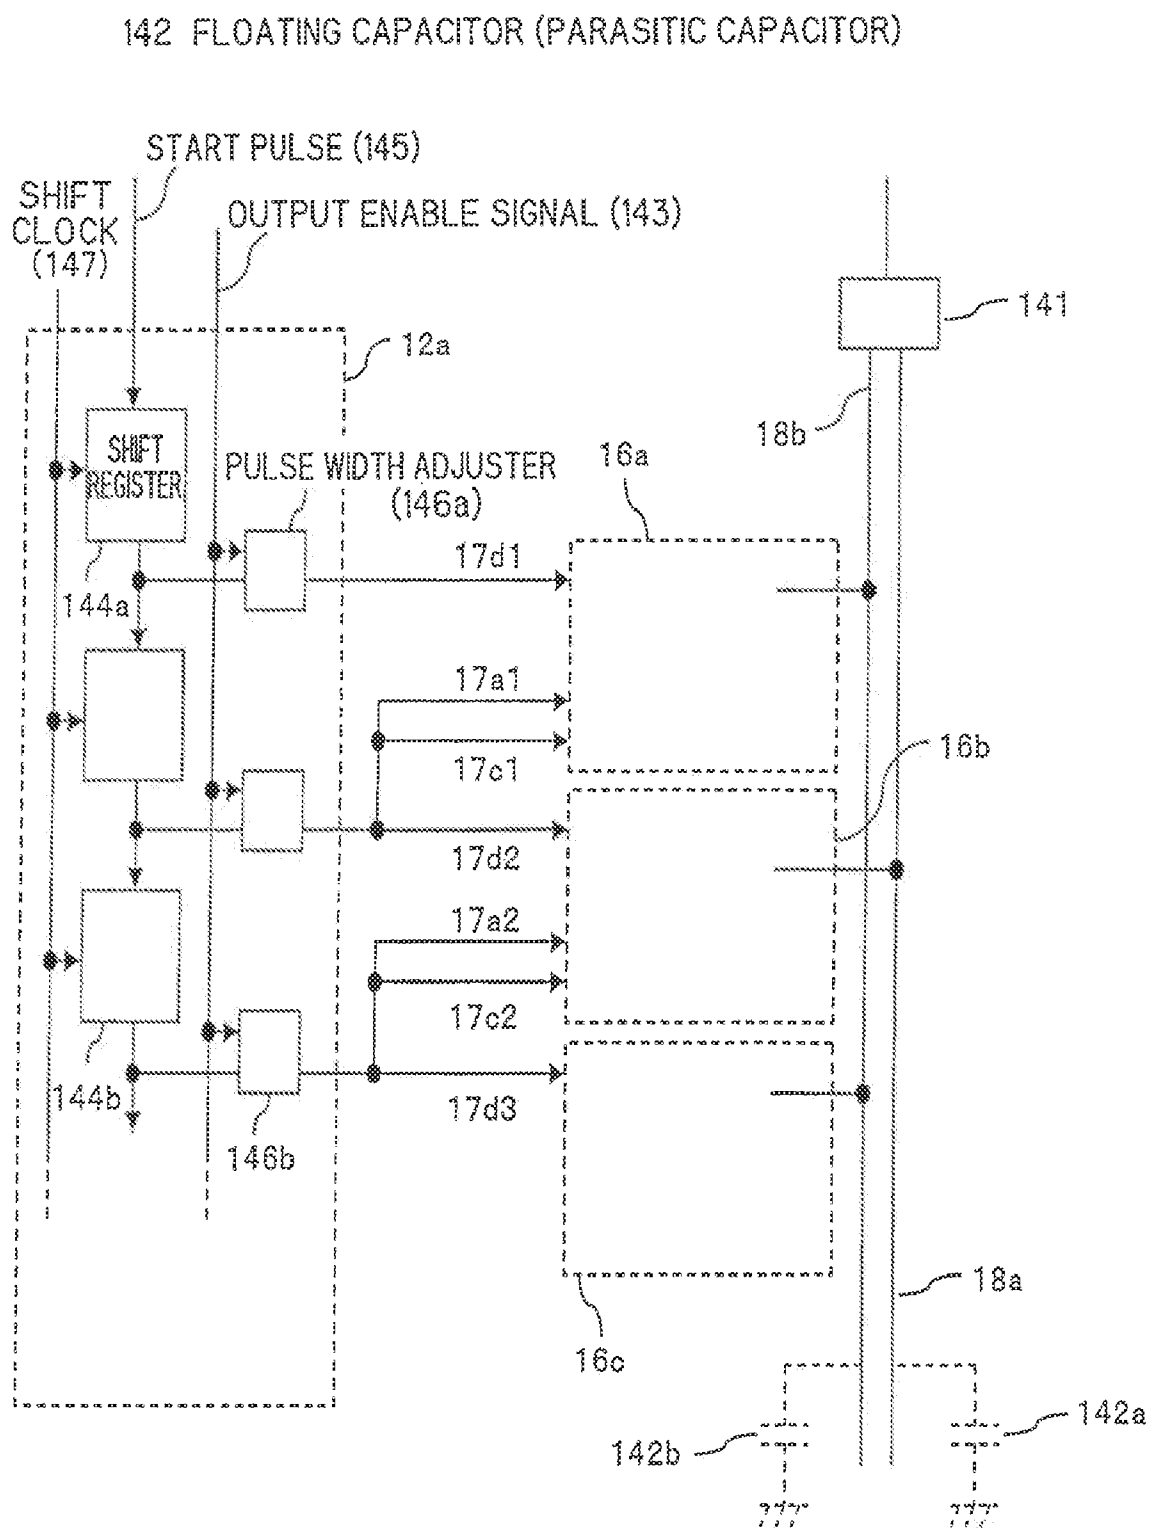 142 FLOATING CAPACITOR (PARASITIC CAPACITOR)
START PULSE (145)
SHIFT
CLOCK
(147)
OUTPUT ENABLE SIGNAL (143)
141
12a
18b
SHIFT
REGISTER
PULSE WIDTH ADJUSTER
(146a)
16a
17d1
144a
17a1
17c1
16b
17d2
17a2
17c2
144b
17d3
146b
18a
16c
142a
142b